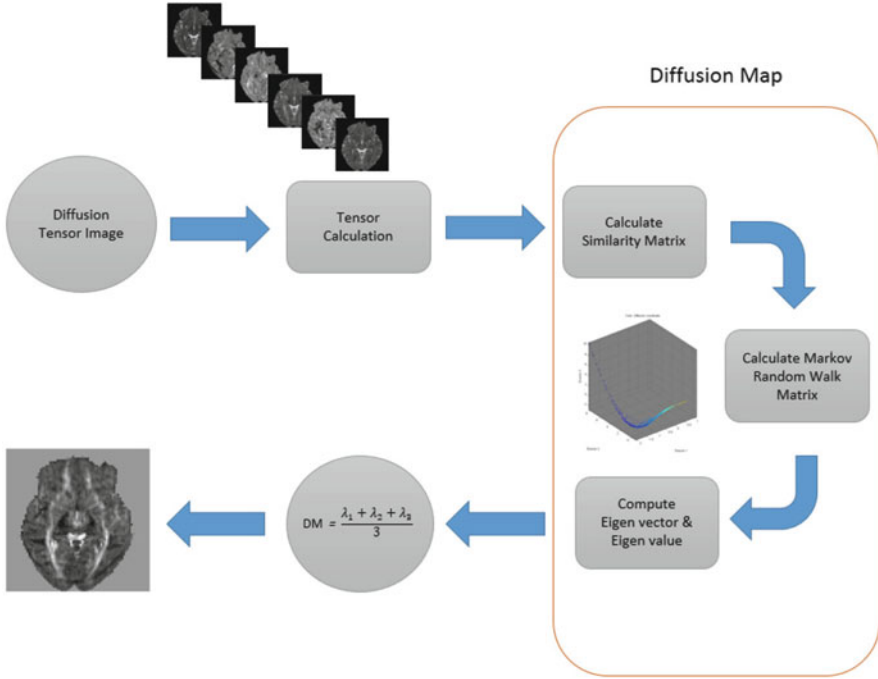 Diffusion Map
Diffusion
Tensor Image
Tensor
Calculation
Calculate
Similarity Matrix
Calculate Markov
Random Walk
Matrix
Compute
Eigen vector &
Eigen value
DM = λ₁ + λ₂ + λ₃ / 3